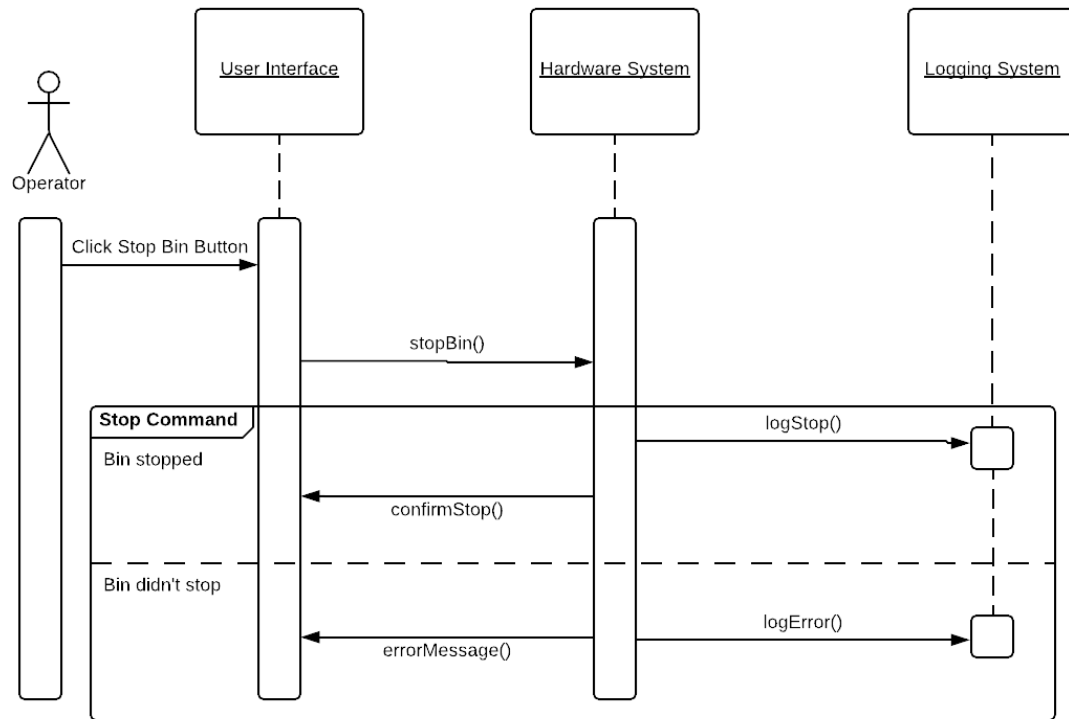 User Interface
Hardware System
Logging System
Operator
Click Stop Bin Button
stopBin()
Stop Command
logStop()
Bin stopped
confirmStop()
Bin didn't stop
logError()
errorMessage()